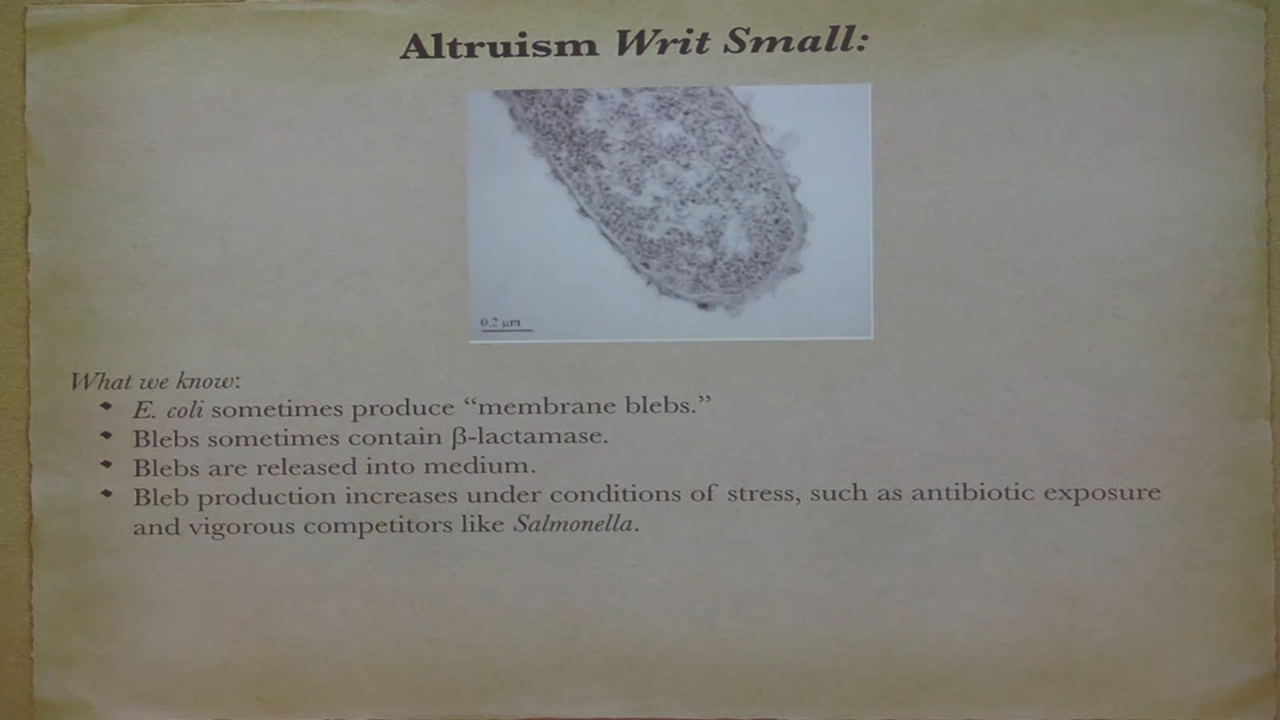 Altruism Writ Small:
0.2 µm
What we know:
E. coli sometimes produce “membrane blebs.”
Blebs sometimes contain β-lactamase.
Blebs are released into medium.
Bleb production increases under conditions of stress, such as antibiotic exposure
and vigorous competitors like Salmonella.